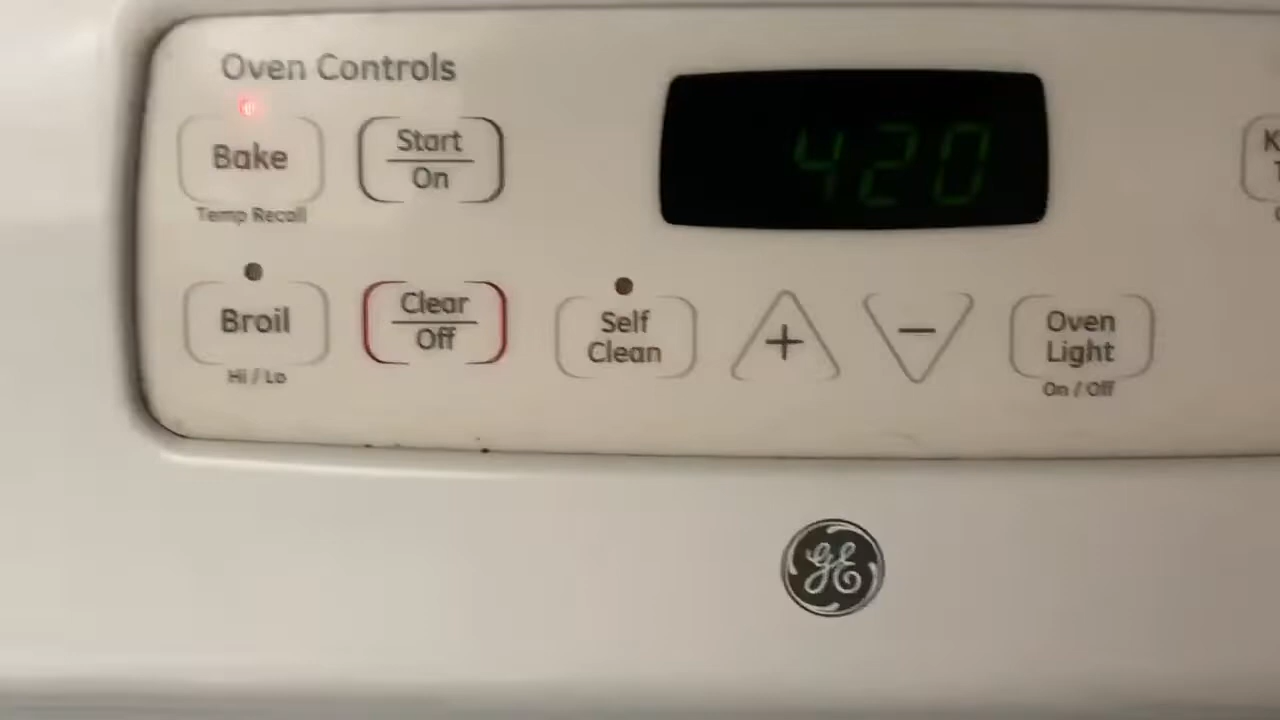 Oven Controls
Bake
Temp Recall
Start
On
420
Broil
Hi / Lo
Clear
Off
Self
Clean
+
−
Oven
Light
On / Off
K
GE